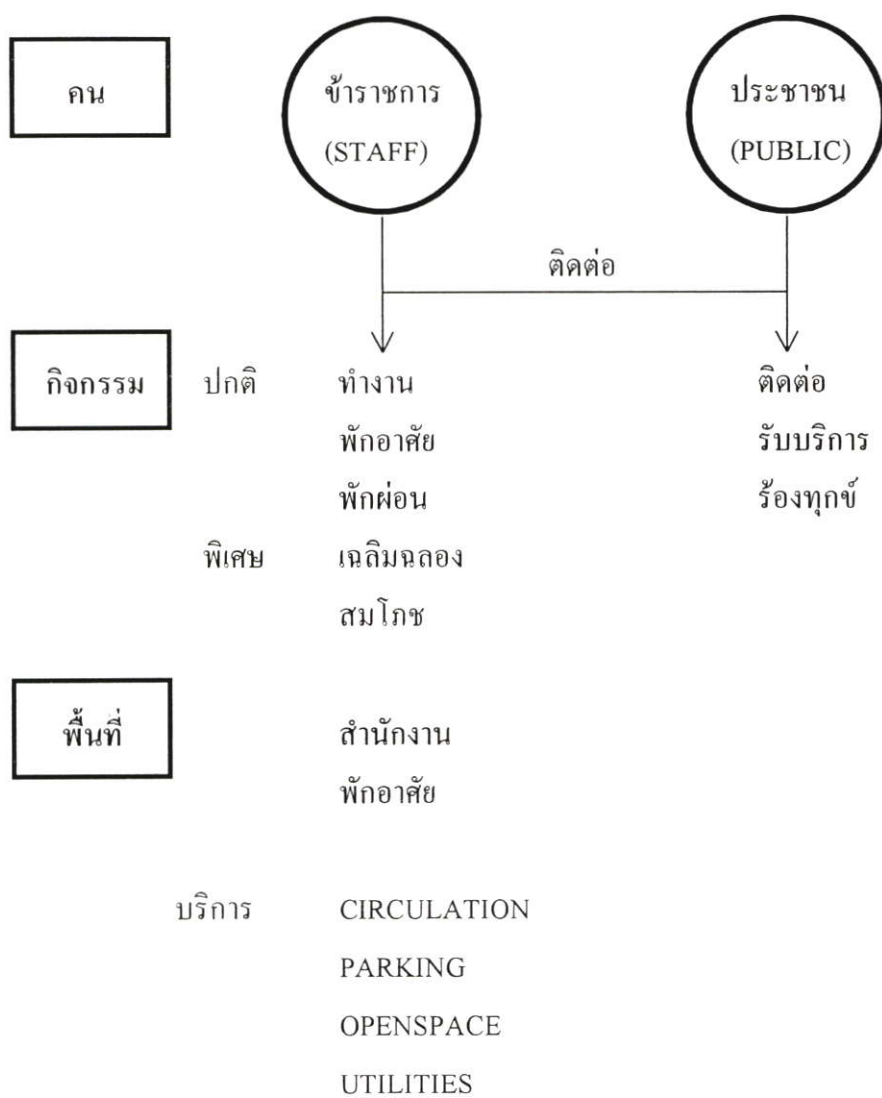 คน
ข้าราชการ
(STAFF)
ประชาชน
(PUBLIC)
ติดต่อ
กิจกรรม ปกติ ทำงาน ติดต่อ
พักอาศัย รับบริการ
พักผ่อน ร้องทุกข์
พิเศษ เฉลิมฉลอง
สมโภช
พื้นที่ สำนักงาน
พักอาศัย
บริการ CIRCULATION
PARKING
OPENSPACE
UTILITIES